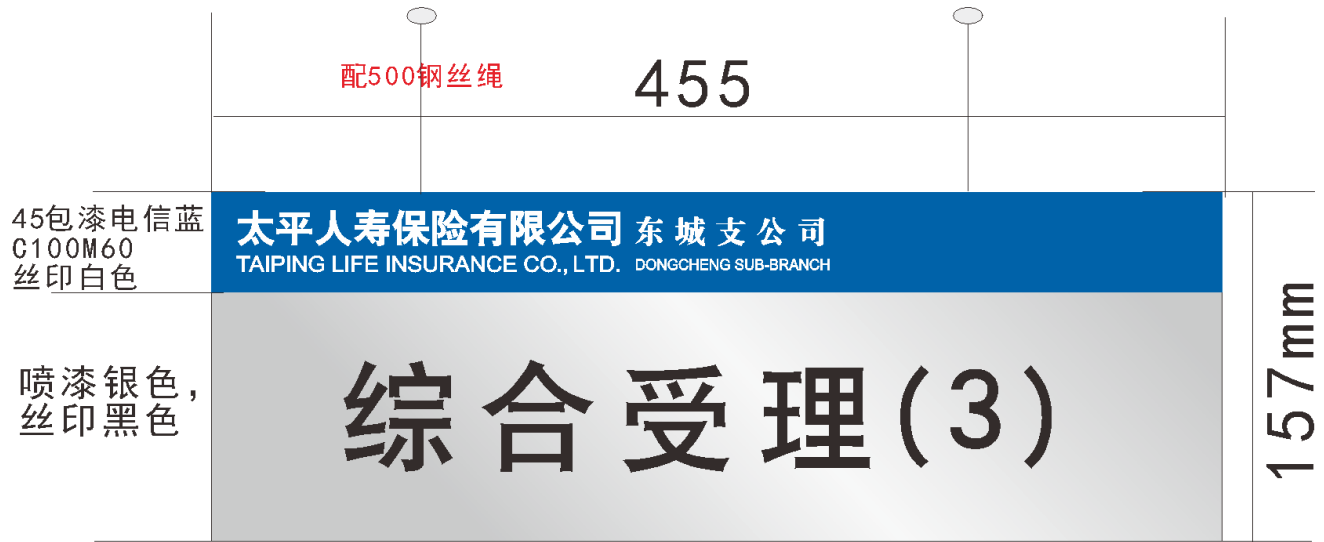 配500钢丝绳
455
45包漆电信蓝
C100M60
丝印白色
太平人寿保险有限公司 东城支公司
TAIPING LIFE INSURANCE CO., LTD. DONGCHENG SUB-BRANCH
喷漆银色，
丝印黑色
综合受理(3)
157mm